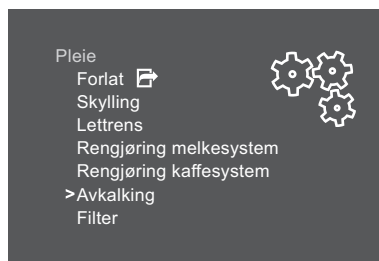 Pleie
Forlat
Skylling
Lettrens
Rengjøring melkesystem
Rengjøring kaffesystem
>Avkalking
Filter